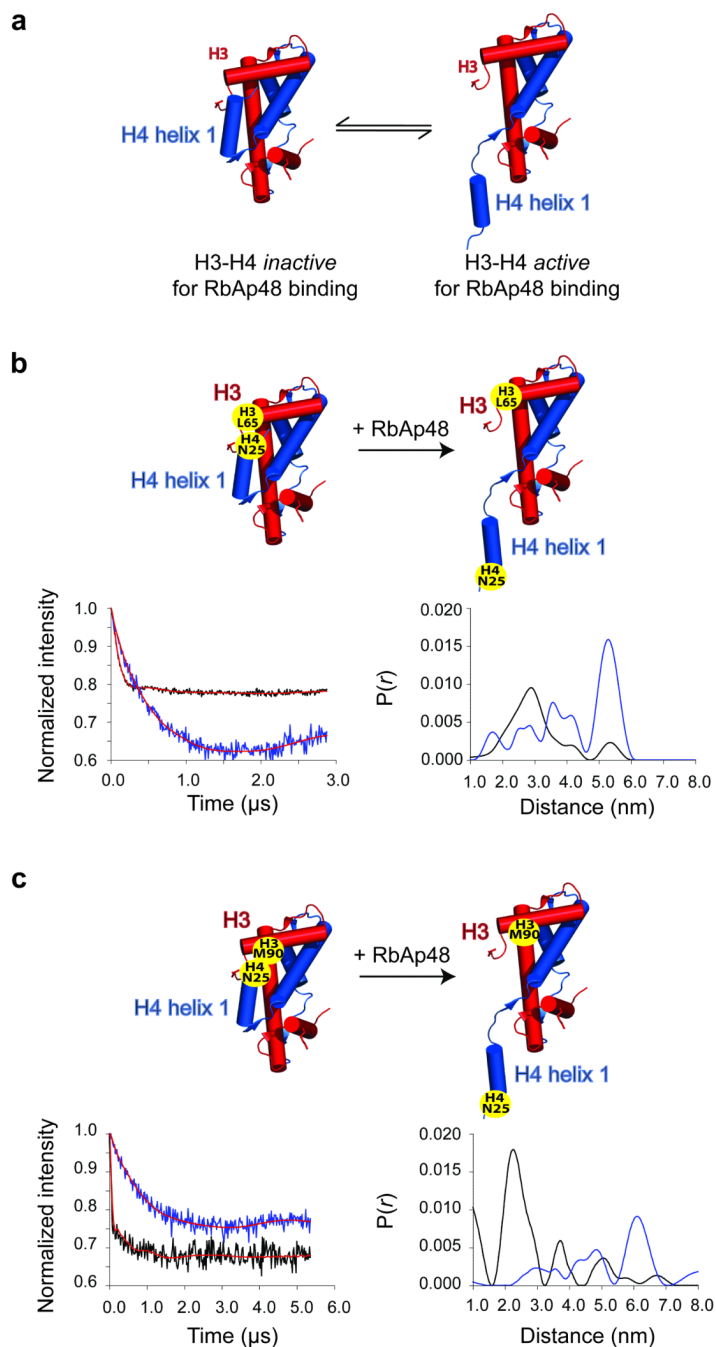 a
H3
H3
H4 helix 1
H4 helix 1
H3-H4 inactive
for RbAp48 binding
H3-H4 active
for RbAp48 binding
b
H3
H3
L65
H4
N25
H4 helix 1
+ RbAp48
H3
H3
L65
H4 helix 1
H4
N25
Normalized intensity
1.0
0.9
0.8
0.7
0.6
0.0 1.0 2.0 3.0
Time (µs)
P(r)
0.020
0.015
0.010
0.005
0.000
1.0 2.0 3.0 4.0 5.0 6.0 7.0 8.0
Distance (nm)
c
H3
H3
M90
H4
N25
H4 helix 1
+ RbAp48
H3
H3
M90
H4 helix 1
H4
N25
Normalized intensity
1.0
0.9
0.8
0.7
0.6
0.0 1.0 2.0 3.0 4.0 5.0 6.0
Time (µs)
P(r)
0.020
0.015
0.010
0.005
0.000
1.0 2.0 3.0 4.0 5.0 6.0 7.0 8.0
Distance (nm)